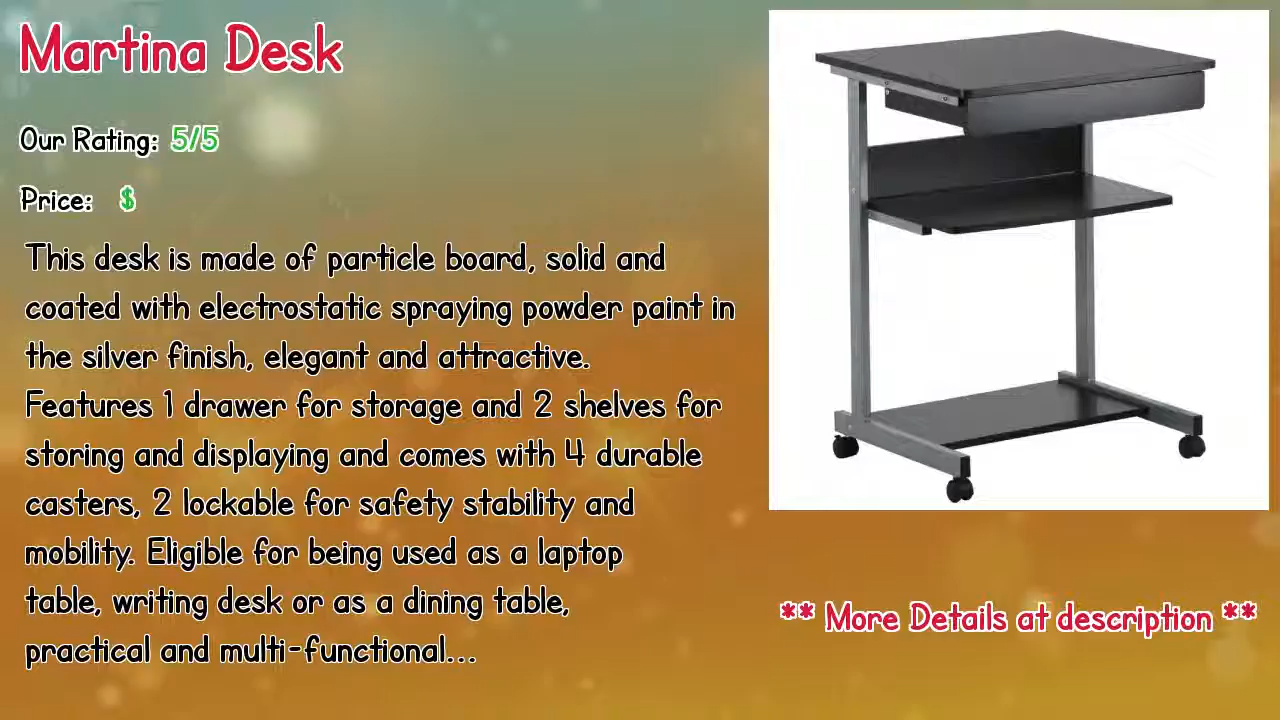 Martina Desk
Our Rating: 5/5
Price: $
This desk is made of particle board, solid and
coated with electrostatic spraying powder paint in
the silver finish, elegant and attractive.
Features 1 drawer for storage and 2 shelves for
storing and displaying and comes with 4 durable
casters, 2 lockable for safety stability and
mobility. Eligible for being used as a laptop
table, writing desk or as a dining table,
practical and multi-functional...
** More Details at description **